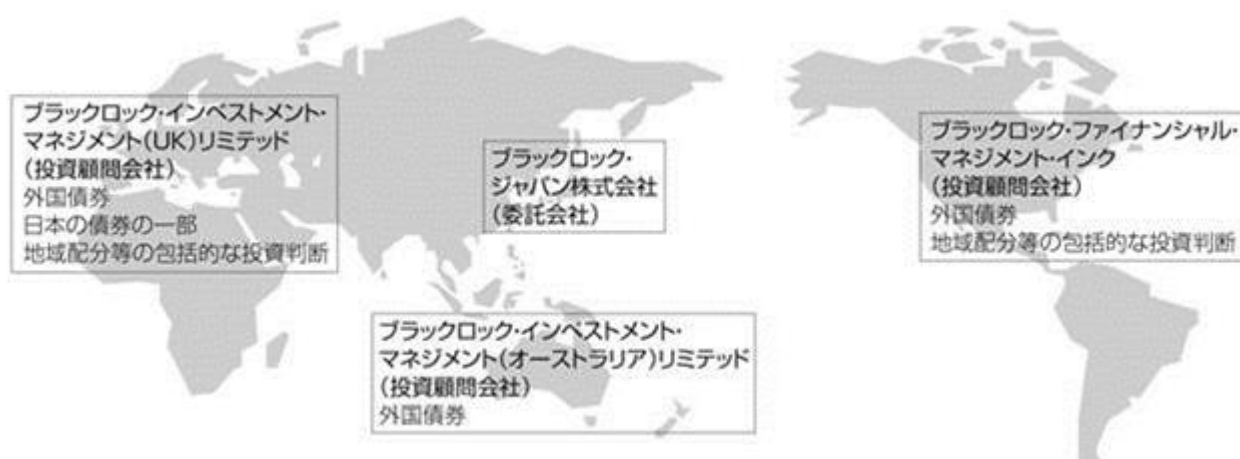 ブラックロック・インベストメント・
マネジメント(UK)リミテッド
(投資顧問会社)
外国債券
日本の債券の一部
地域配分等の包括的な投資判断
ブラックロック・
ジャパン株式会社
(委託会社)
ブラックロック・ファイナンシャル・
マネジメント・インク
(投資顧問会社)
外国債券
地域配分等の包括的な投資判断
ブラックロック・インベストメント・
マネジメント(オーストラリア)リミテッド
(投資顧問会社)
外国債券